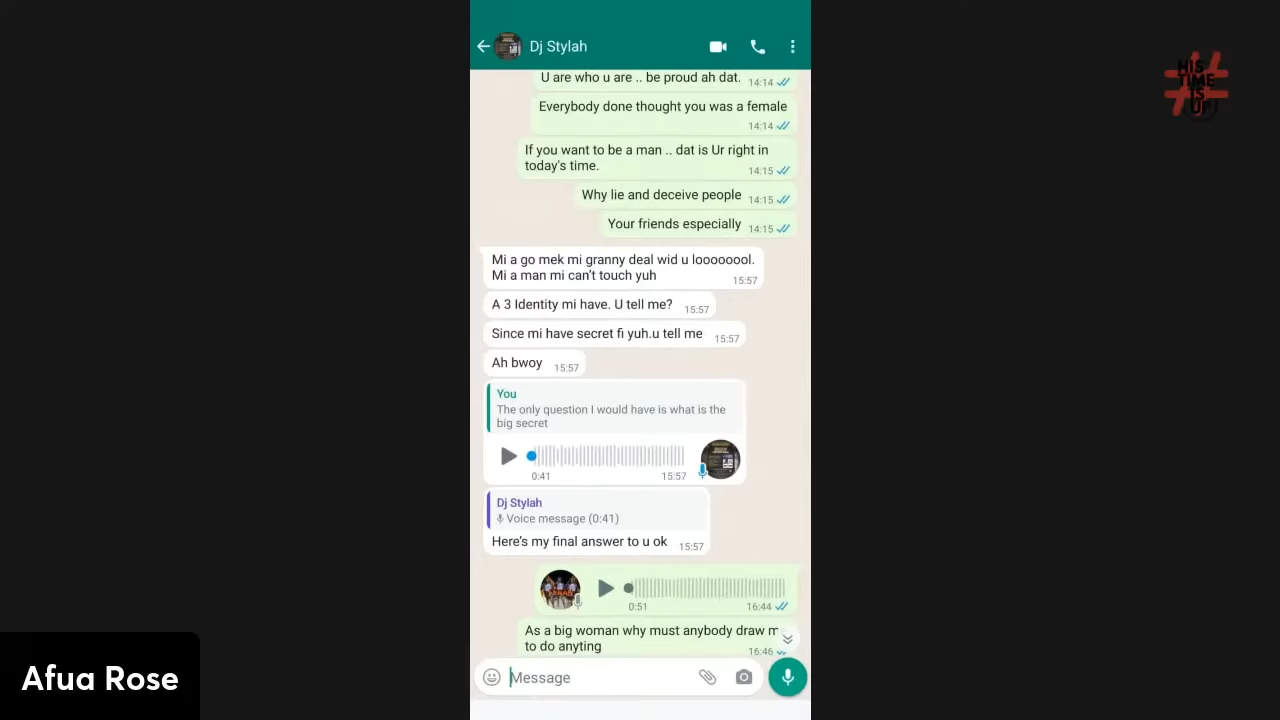 Dj Stylah
U are who u are .. be proud ah dat.
14:14
Everybody done thought you was a female
14:14
If you want to be a man .. dat is Ur right in
today's time.
14:15
Why lie and deceive people
14:15
Your friends especially
14:15
Mi a go mek mi granny deal wid u loooooool.
Mi a man mi can't touch yuh
15:57
A 3 Identity mi have. U tell me?
15:57
Since mi have secret fi yuh.u tell me
15:57
Ah bwoy
15:57
You
The only question I would have is what is the
big secret
0:41
15:57
Dj Stylah
Voice message (0:41)
Here's my final answer to u ok
15:57
0:51
16:44
As a big woman why must anybody draw m
to do anyting
16:46
Message
Afua Rose
#
HIS
TIME
IS
UP